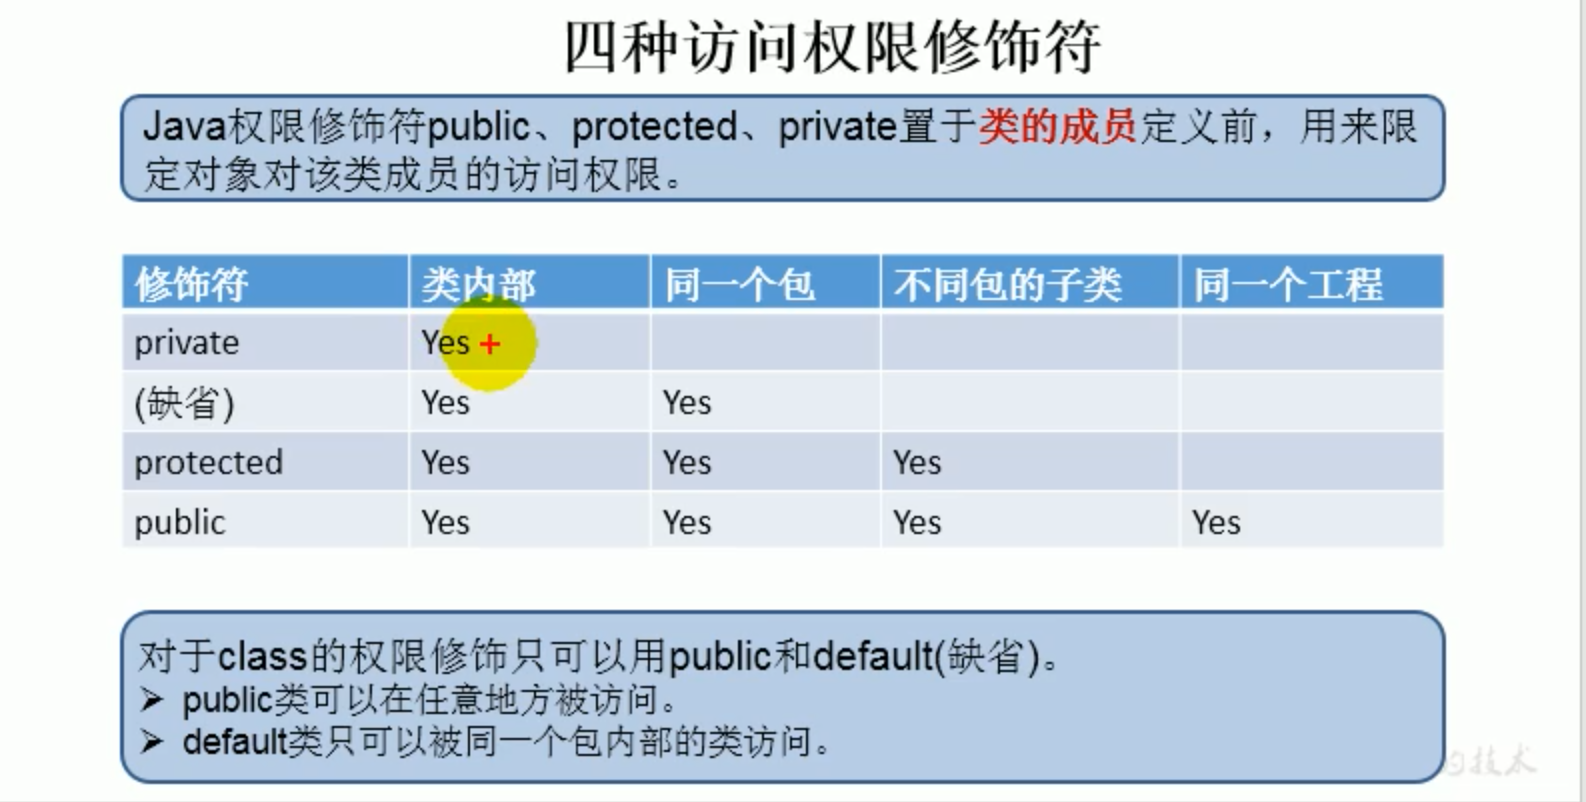 四种访问权限修饰符
Java权限修饰符public、protected、private置于类的成员定义前，用来限
定对象对该类成员的访问权限。
修饰符 类内部 同一个包 不同包的子类 同一个工程
private Yes
(缺省) Yes Yes
protected Yes Yes Yes
public Yes Yes Yes Yes
对于class的权限修饰只可以用public和default(缺省)。
➢ public类可以在任意地方被访问。
➢ default类只可以被同一个包内部的类访问。
技术